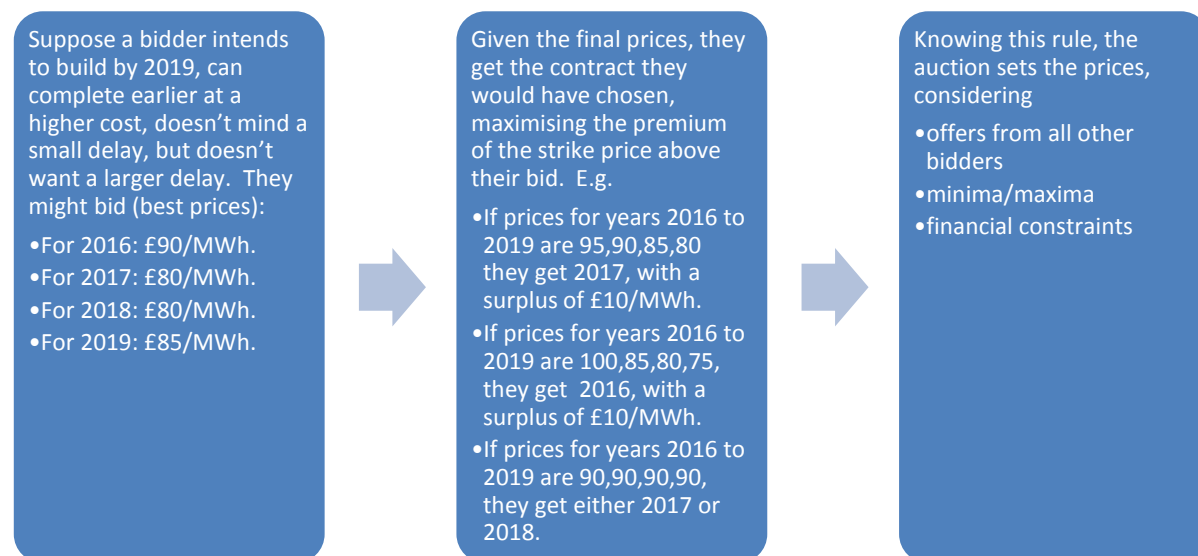 Suppose a bidder intends
to build by 2019, can
complete earlier at a
higher cost, doesn't mind a
small delay, but doesn't
want a larger delay.  They
might bid (best prices):
•For 2016: £90/MWh.
•For 2017: £80/MWh.
•For 2018: £80/MWh.
•For 2019: £85/MWh.
Given the final prices, they
get the contract they
would have chosen,
maximising the premium
of the strike price above
their bid.  E.g.
•If prices for years 2016 to
2019 are 95,90,85,80
they get 2017, with a
surplus of £10/MWh.
•If prices for years 2016 to
2019 are 100,85,80,75,
they get  2016, with a
surplus of £10/MWh.
•If prices for years 2016 to
2019 are 90,90,90,90,
they get either 2017 or
2018.
Knowing this rule, the
auction sets the prices,
considering
•offers from all other
bidders
•minima/maxima
•financial constraints